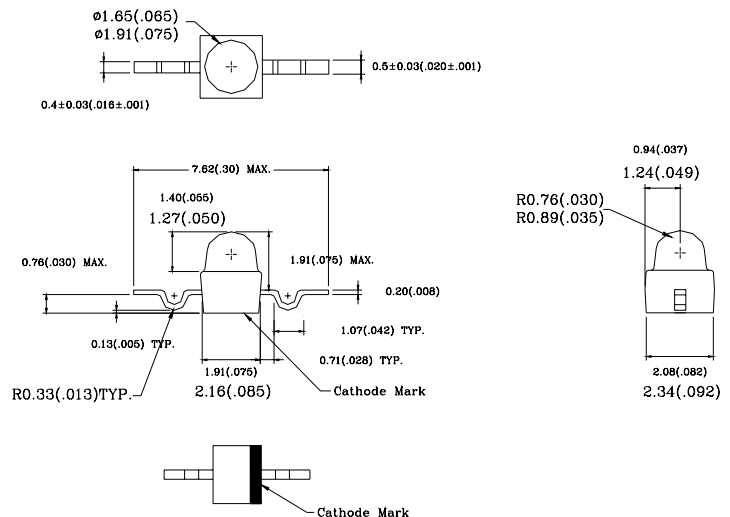 ø1.65(.065)
ø1.91(.075)
0.5±0.03(.020±.001)
0.4±0.03(.016±.001)
7.62(.30) MAX.
1.40(.055)
1.27(.050)
0.76(.030) MAX.
1.91(.075) MAX.
0.20(.008)
0.13(.005) TYP.
1.07(.042) TYP.
0.71(.028) TYP.
R0.33(.013)TYP.
1.91(.075)
2.16(.085)
Cathode Mark
0.94(.037)
1.24(.049)
R0.76(.030)
R0.89(.035)
2.08(.082)
2.34(.092)
Cathode Mark